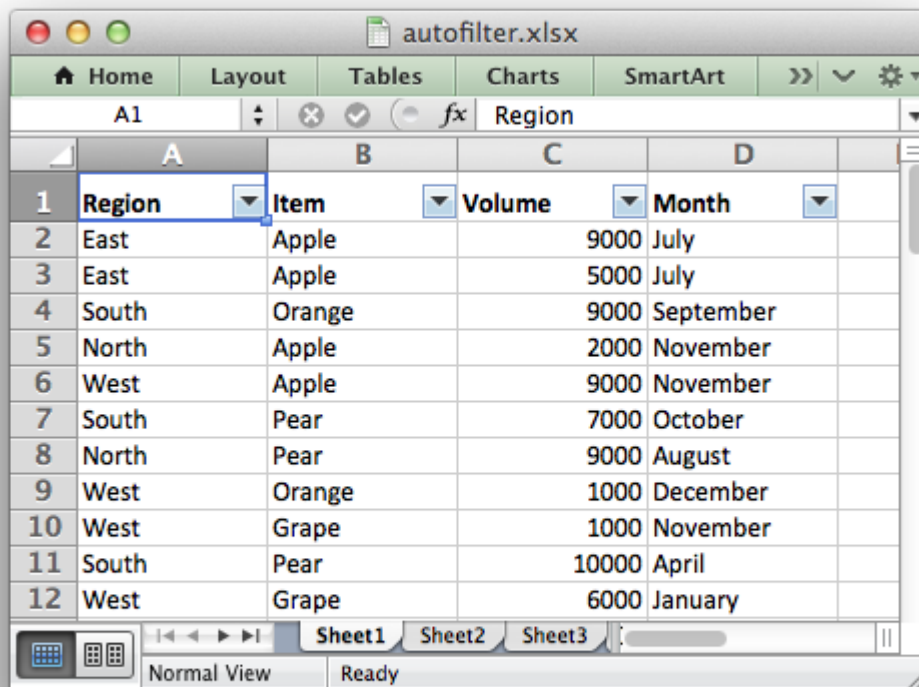 autofilter.xlsx
Home Layout Tables Charts SmartArt
A1 fx Region
A B C D
1 Region Item Volume Month
2 East Apple 9000 July
3 East Apple 5000 July
4 South Orange 9000 September
5 North Apple 2000 November
6 West Apple 9000 November
7 South Pear 7000 October
8 North Pear 9000 August
9 West Orange 1000 December
10 West Grape 1000 November
11 South Pear 10000 April
12 West Grape 6000 January
Sheet1 Sheet2 Sheet3
Normal View Ready